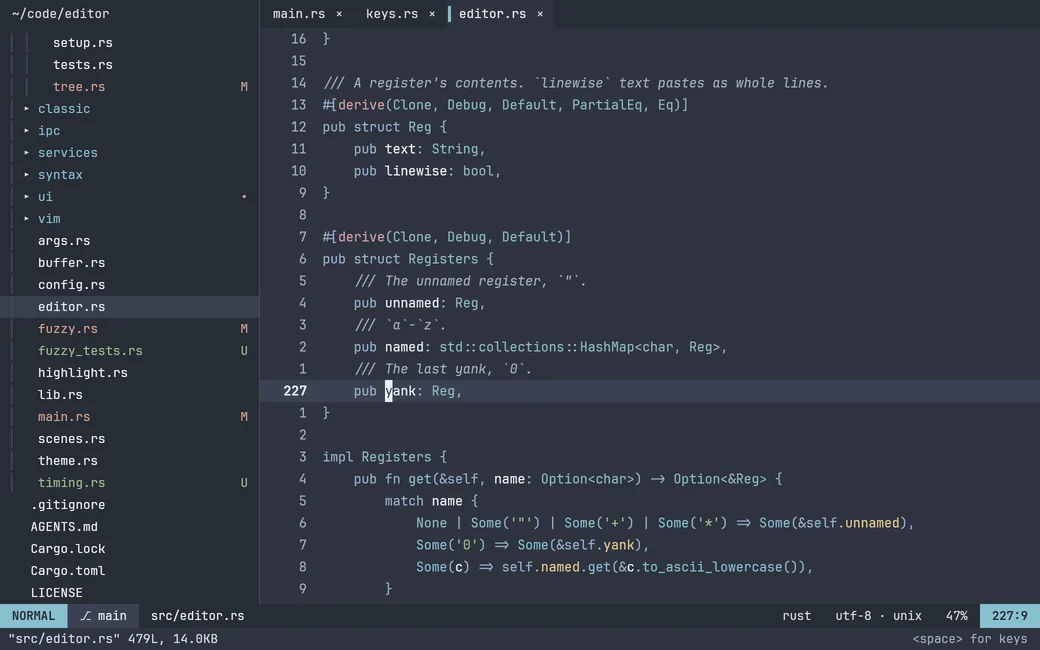 ~/code/editor
main.rs × keys.rs × editor.rs ×
setup.rs
tests.rs
tree.rs M
▸ classic
▸ ipc
▸ services
▸ syntax
▸ ui •
▸ vim
args.rs
buffer.rs
config.rs
editor.rs
fuzzy.rs M
fuzzy_tests.rs U
highlight.rs
lib.rs
main.rs M
scenes.rs
theme.rs
timing.rs U
.gitignore
AGENTS.md
Cargo.lock
Cargo.toml
LICENSE
16 }
15
14 /// A register's contents. `linewise` text pastes as whole lines.
13 #[derive(Clone, Debug, Default, PartialEq, Eq)]
12 pub struct Reg {
11     pub text: String,
10     pub linewise: bool,
9 }
8
7 #[derive(Clone, Debug, Default)]
6 pub struct Registers {
5     /// The unnamed register, `"`.
4     pub unnamed: Reg,
3     /// `a`-`z`.
2     pub named: std::collections::HashMap<char, Reg>,
1     /// The last yank, `0`.
227     pub yank: Reg,
1 }
2
3 impl Registers {
4     pub fn get(&self, name: Option<char>) -> Option<&Reg> {
5         match name {
6             None | Some('"') | Some('+') | Some('*') => Some(&self.unnamed),
7             Some('0') => Some(&self.yank),
8             Some(c) => self.named.get(&c.to_ascii_lowercase()),
9         }
NORMAL ⎇ main src/editor.rs rust utf-8 · unix 47% 227:9
"src/editor.rs" 479L, 14.0KB <space> for keys